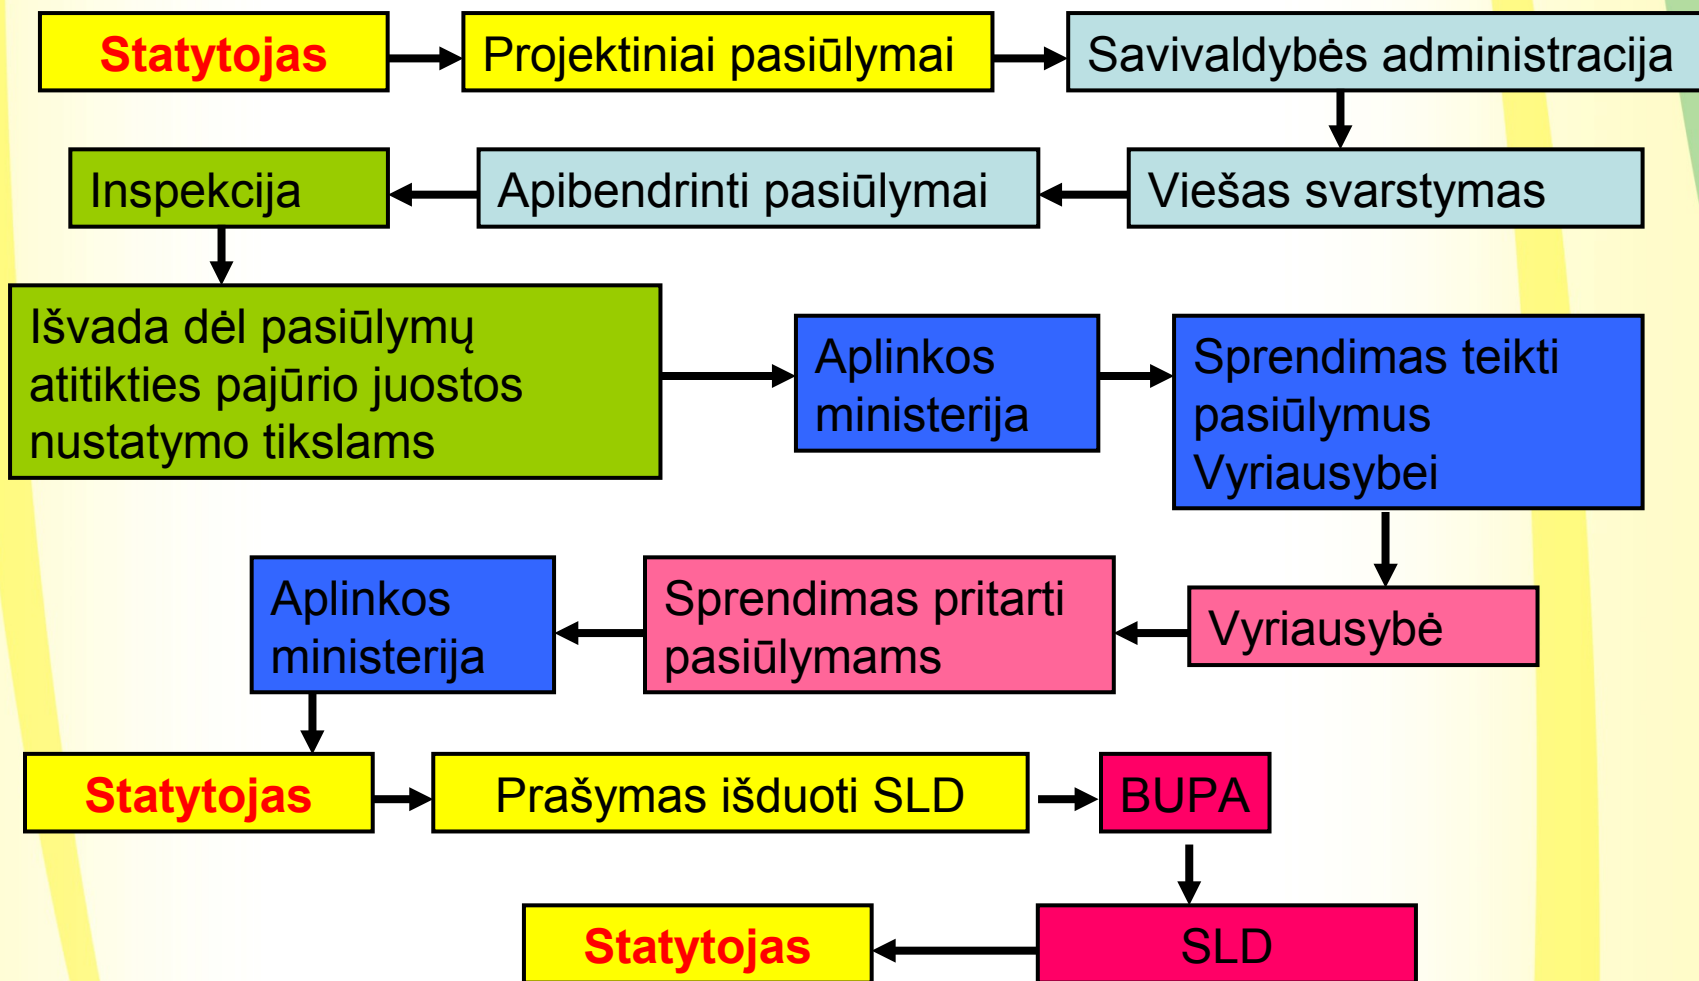 Statytojas
Projektiniai pasiūlymai
Savivaldybės administracija
Viešas svarstymas
Apibendrinti pasiūlymai
Inspekcija
Išvada dėl pasiūlymų
atitikties pajūrio juostos
nustatymo tikslams
Aplinkos
ministerija
Sprendimas teikti
pasiūlymus
Vyriausybei
Vyriausybė
Sprendimas pritarti
pasiūlymams
Aplinkos
ministerija
Statytojas
Prašymas išduoti SLD
BUPA
SLD
Statytojas